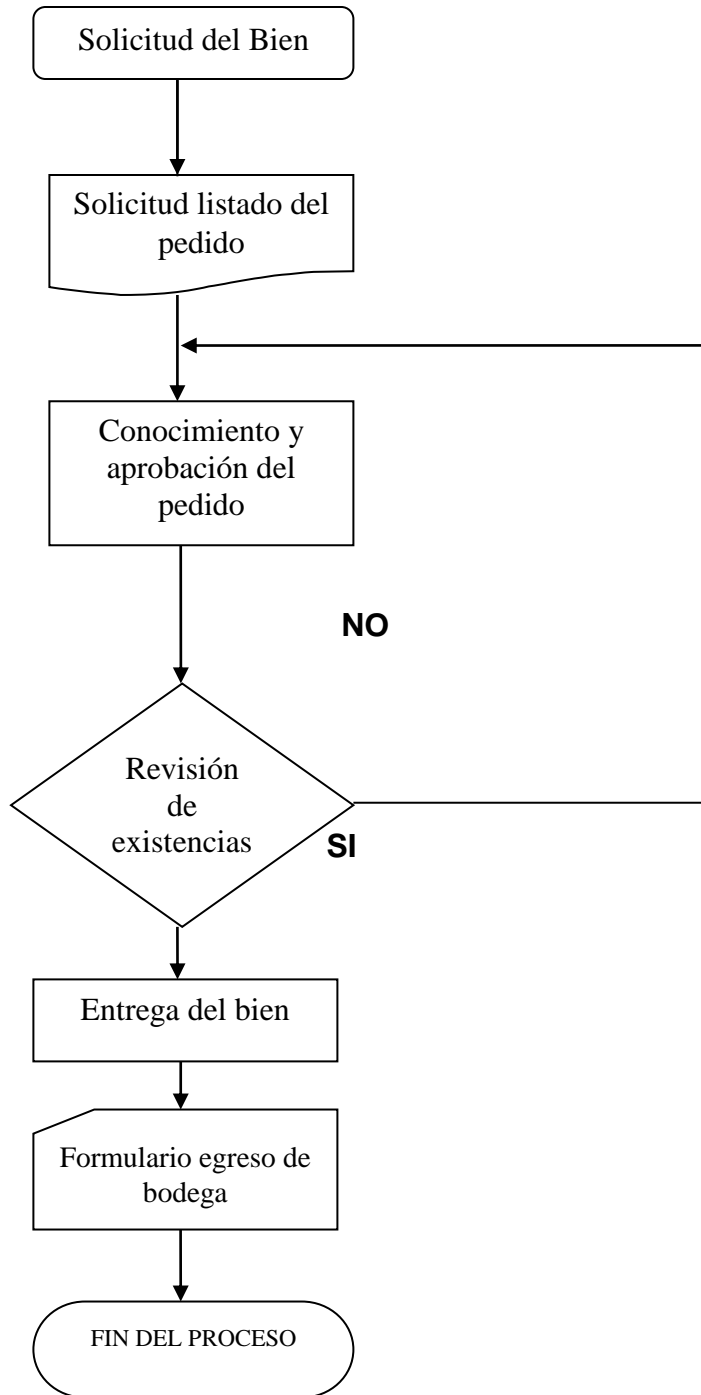 Solicitud del Bien
Solicitud listado del
pedido
Conocimiento y
aprobación del
pedido
NO
Revisión
de
existencias
SI
Entrega del bien
Formulario egreso de
bodega
FIN DEL PROCESO